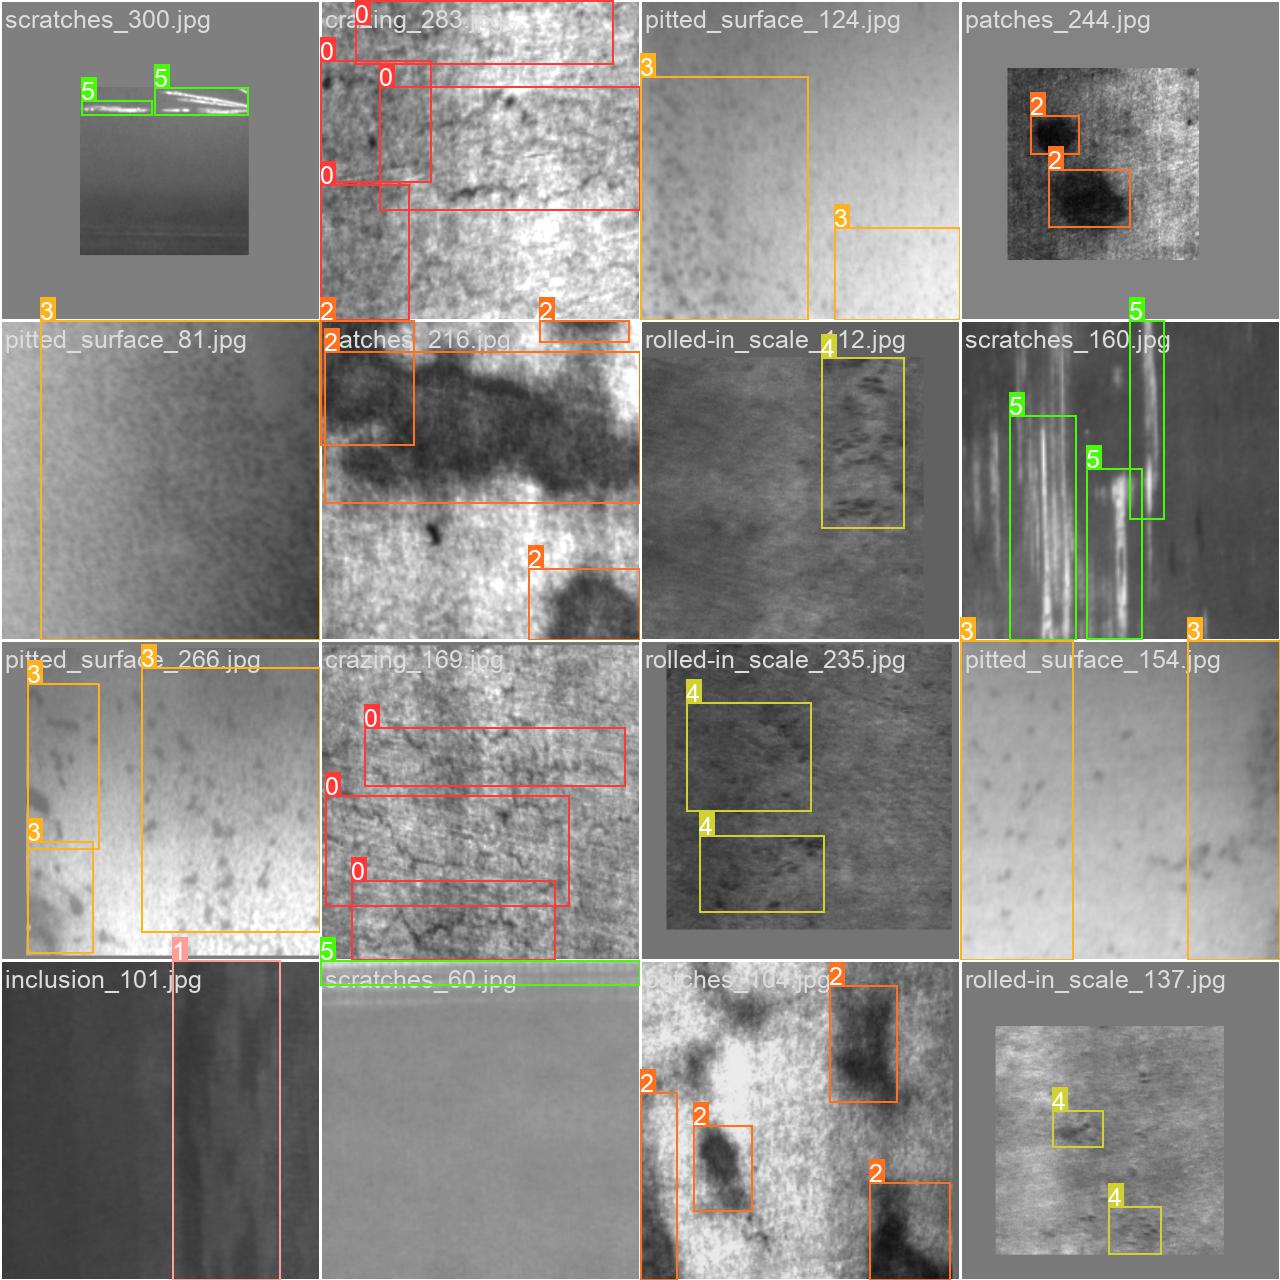 scratches_300.jpg
crazing_283.jpg
pitted_surface_124.jpg
patches_244.jpg
5
5
0
0
0
0
3
3
2
2
pitted_surface_81.jpg
patches_216.jpg
rolled-in_scale_112.jpg
scratches_160.jpg
3
2
2
2
2
4
5
5
5
pitted_surface_266.jpg
crazing_169.jpg
rolled-in_scale_235.jpg
pitted_surface_154.jpg
3
3
3
0
0
0
4
4
3
3
inclusion_101.jpg
scratches_60.jpg
patches_104.jpg
rolled-in_scale_137.jpg
1
5
2
2
2
2
4
4